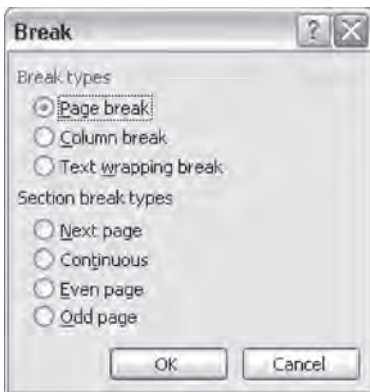 Break
Break types
Page break
Column break
Text wrapping break
Section break types
Next page
Continuous
Even page
Odd page
OK Cancel